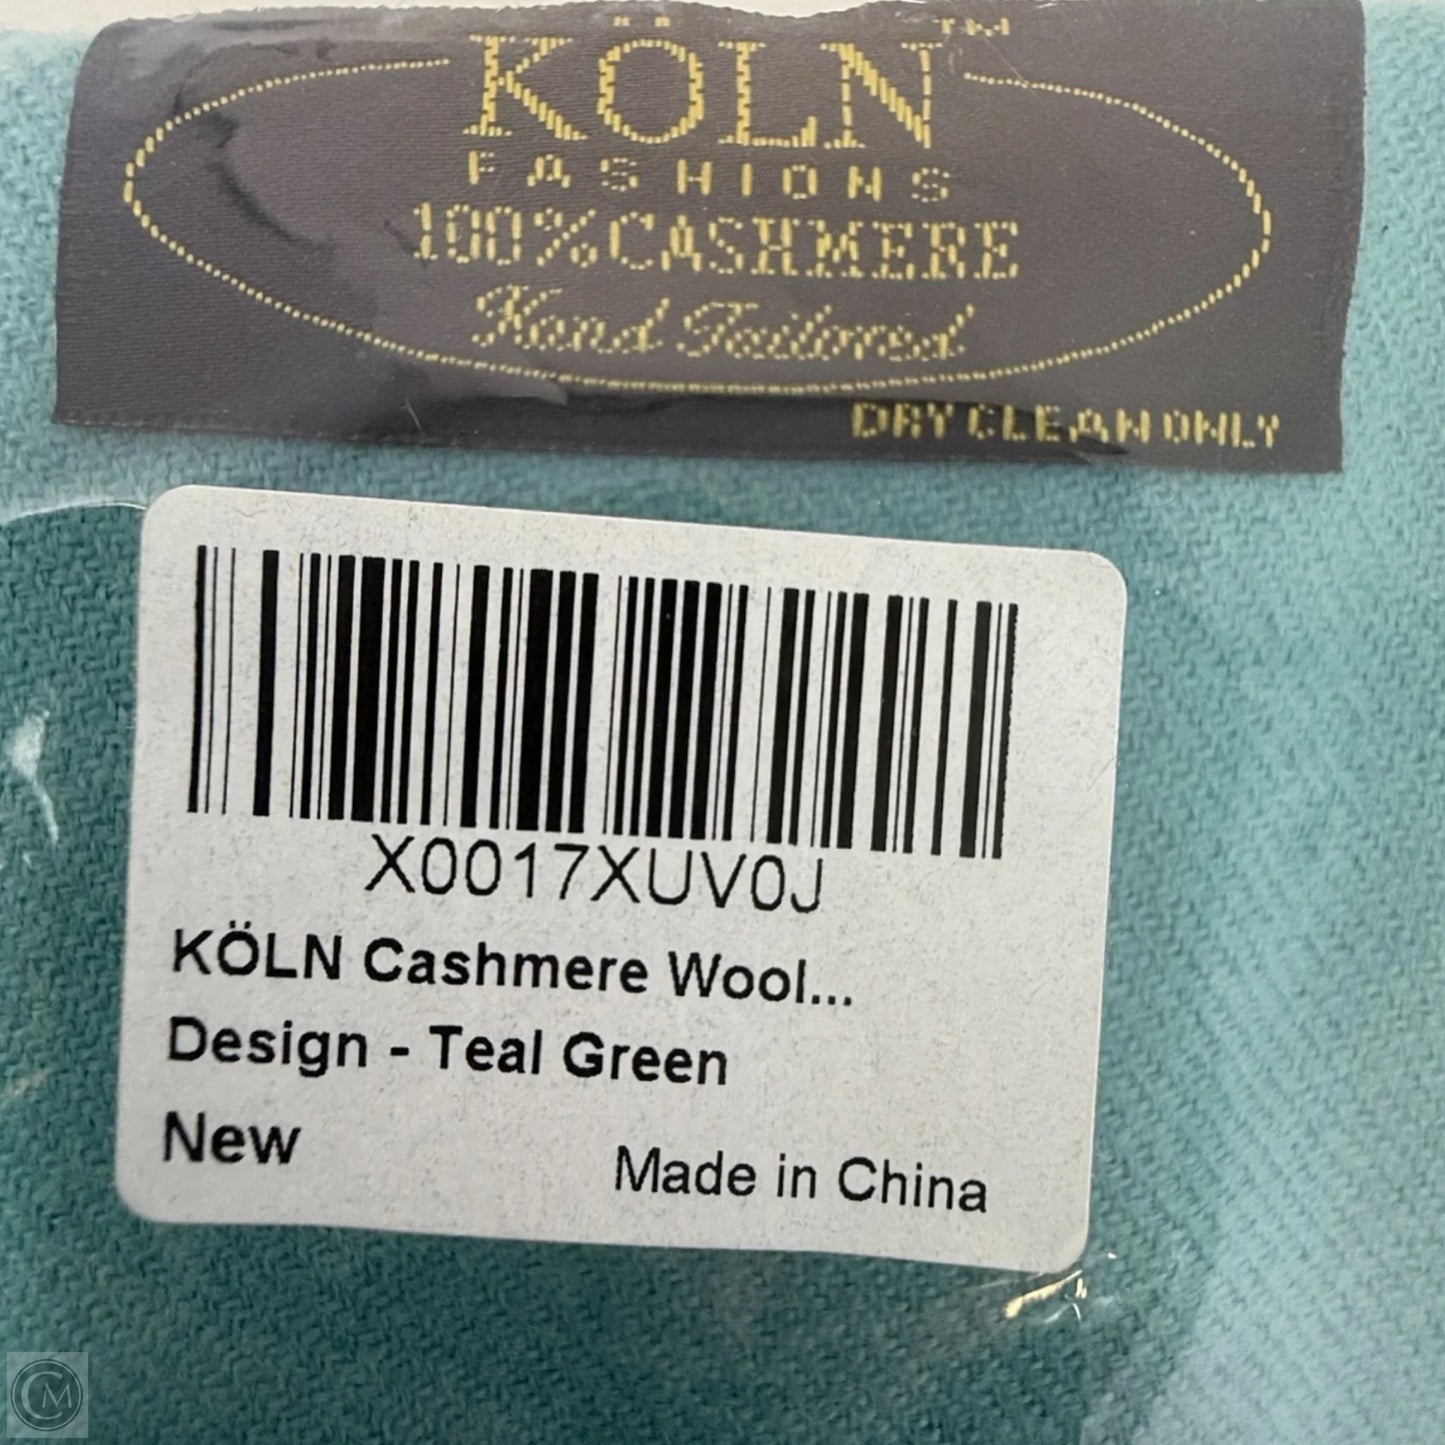 KÖLN™
FASHIONS
100%CASHMERE
Hand Tailored
DRY CLEAN ONLY
X0017XUV0J
KÖLN Cashmere Wool...
Design - Teal Green
New
Made in China
CM